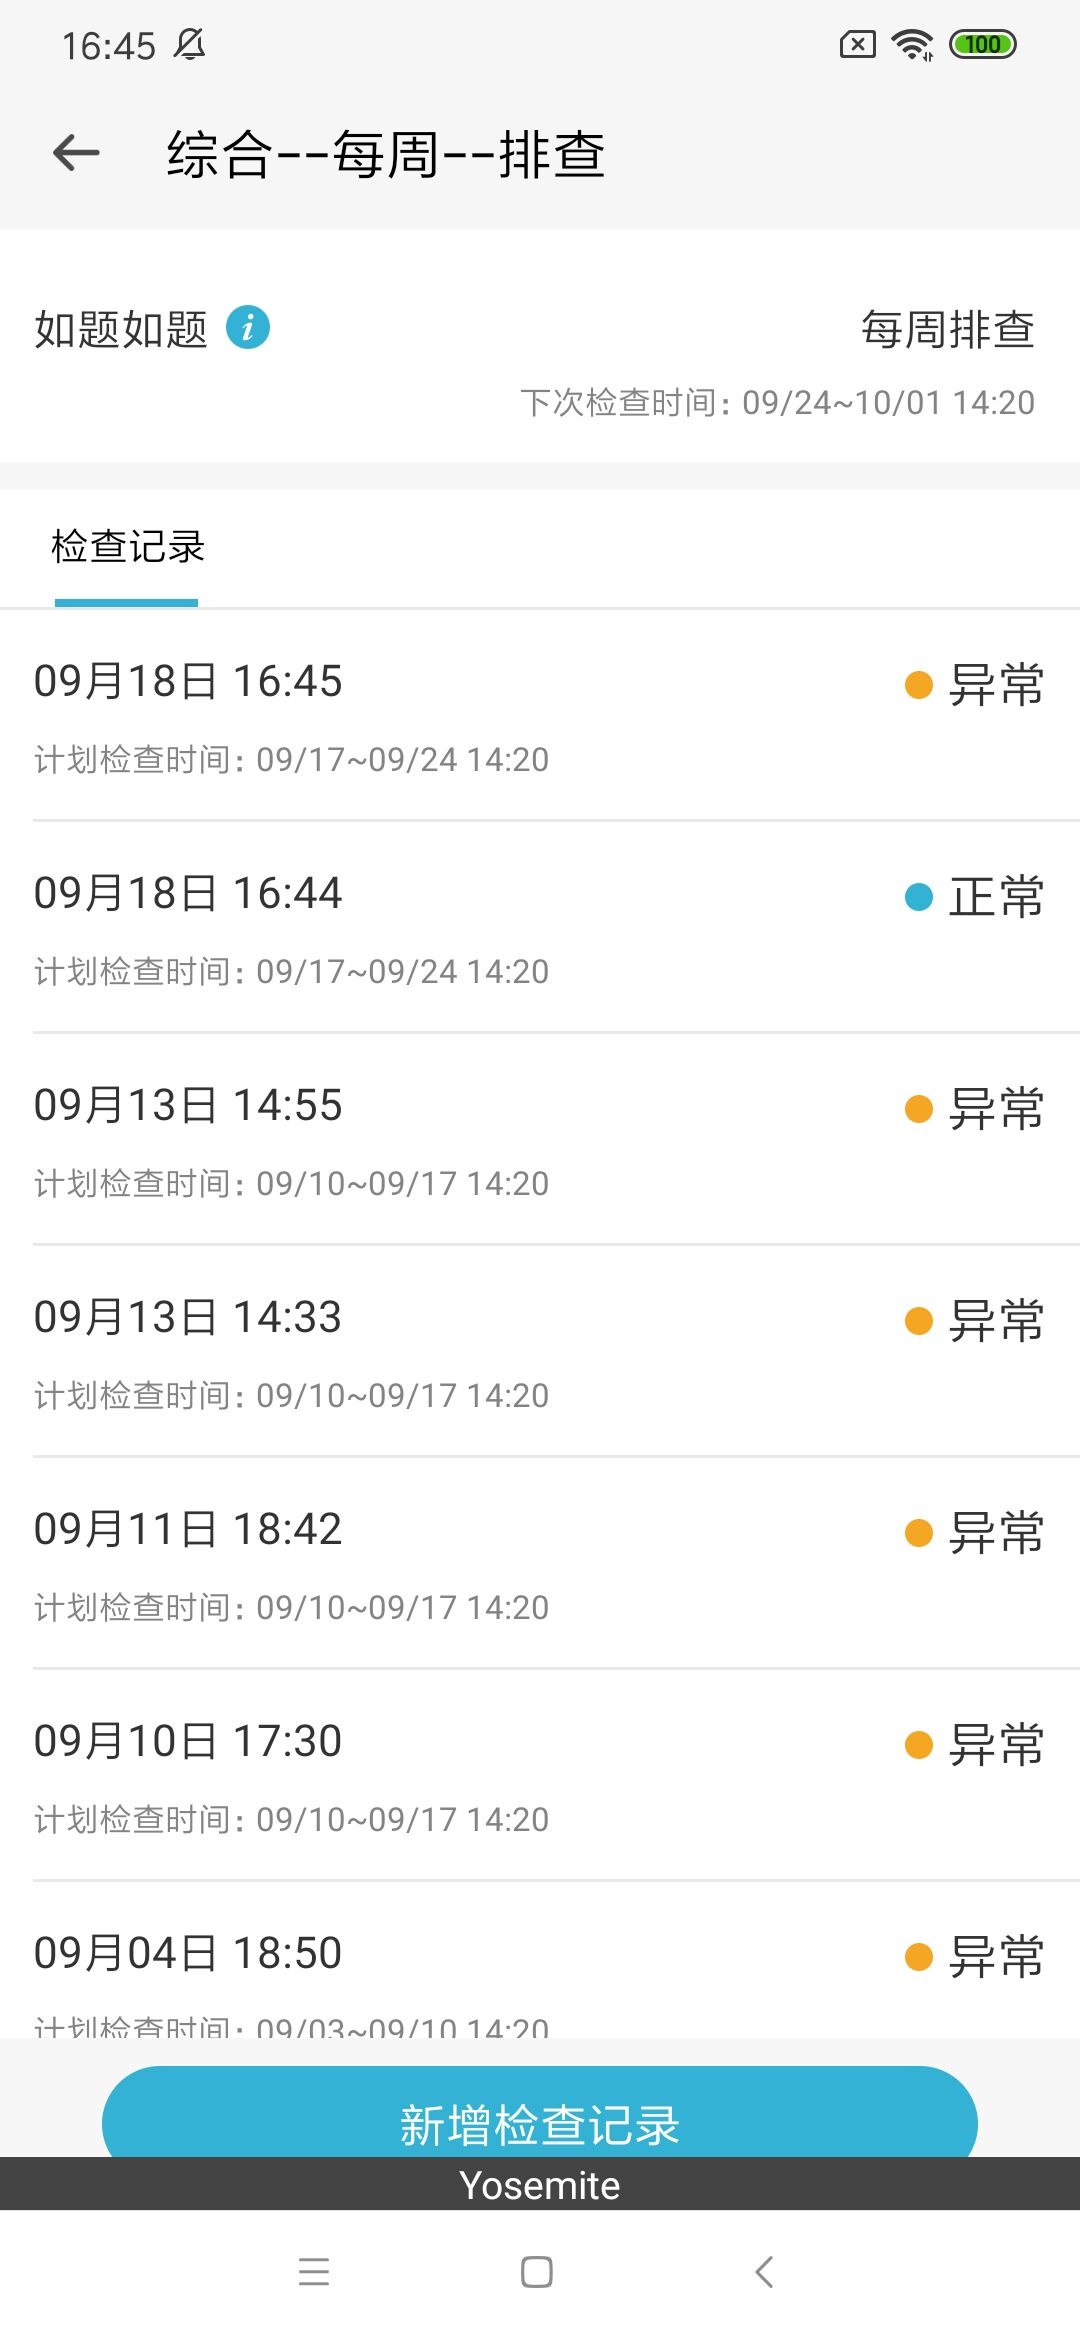 16:45
100
综合--每周--排查
如题如题 i
每周排查
下次检查时间: 09/24~10/01 14:20
检查记录
09月18日 16:45
异常
计划检查时间: 09/17~09/24 14:20
09月18日 16:44
正常
计划检查时间: 09/17~09/24 14:20
09月13日 14:55
异常
计划检查时间: 09/10~09/17 14:20
09月13日 14:33
异常
计划检查时间: 09/10~09/17 14:20
09月11日 18:42
异常
计划检查时间: 09/10~09/17 14:20
09月10日 17:30
异常
计划检查时间: 09/10~09/17 14:20
09月04日 18:50
异常
计划检查时间: 09/03~09/10 14:20
新增检查记录
Yosemite